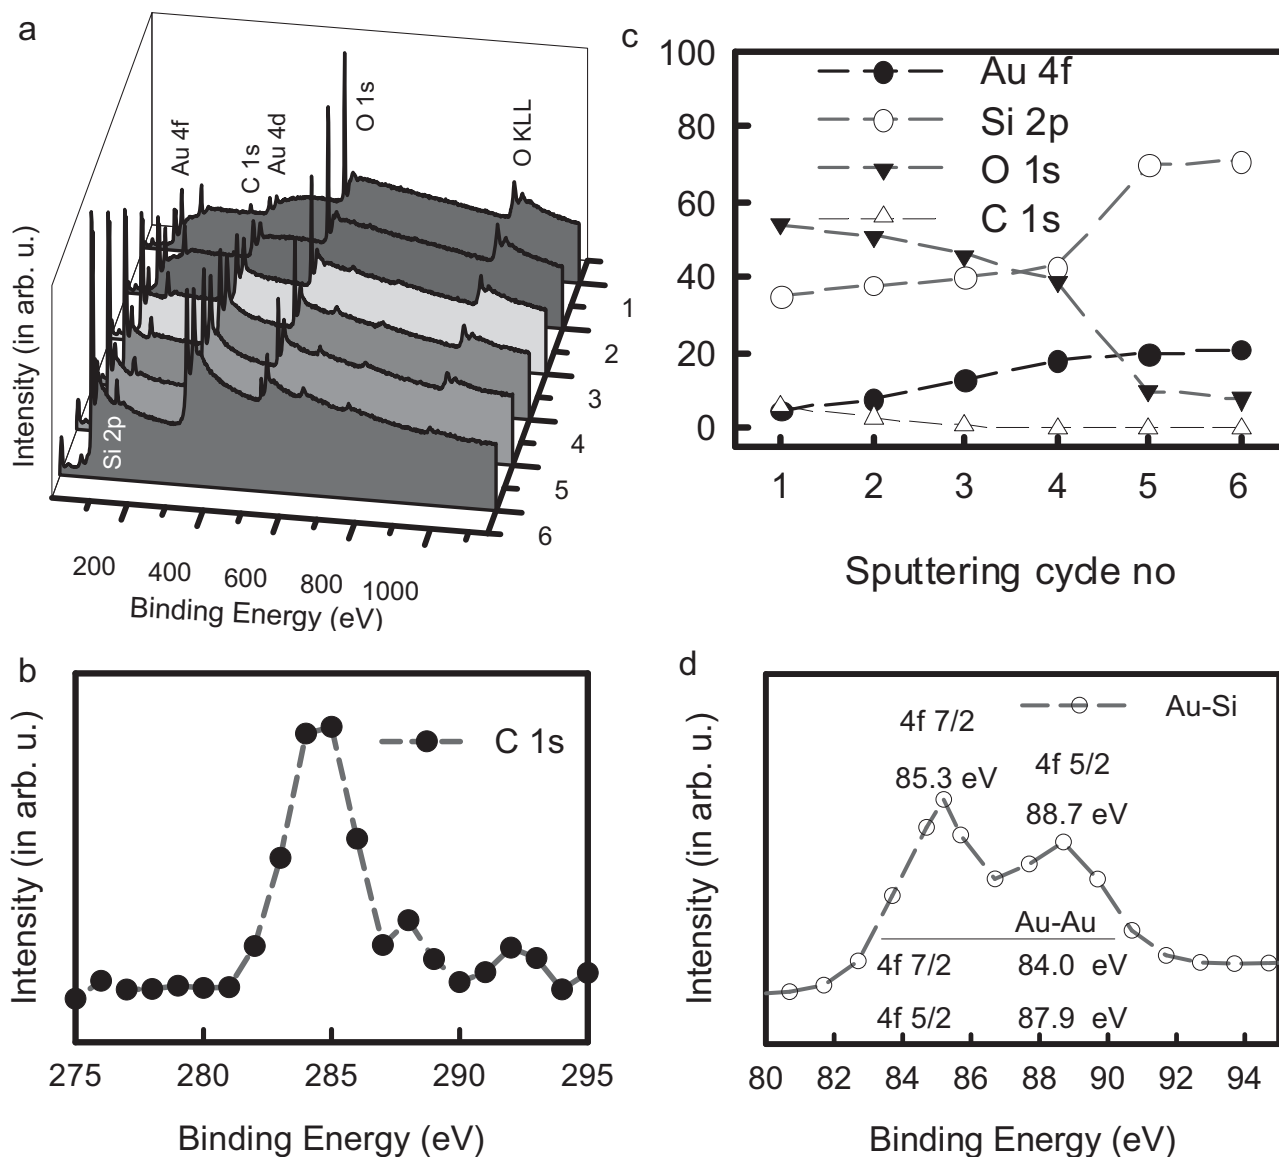 a
Intensity (in arb. u.)
Au 4f
C 1s
Au 4d
O 1s
O KLL
Si 2p
1
2
3
4
5
6
200 400 600 800 1000
Binding Energy (eV)
c
100
80
60
40
20
0
Au 4f
Si 2p
O 1s
C 1s
1 2 3 4 5 6
Sputtering cycle no
b
Intensity (in arb. u.)
C 1s
275 280 285 290 295
Binding Energy (eV)
d
Intensity (in arb. u.)
Au-Si
4f 7/2
85.3 eV
4f 5/2
88.7 eV
Au-Au
4f 7/2 84.0 eV
4f 5/2 87.9 eV
80 82 84 86 88 90 92 94
Binding Energy (eV)